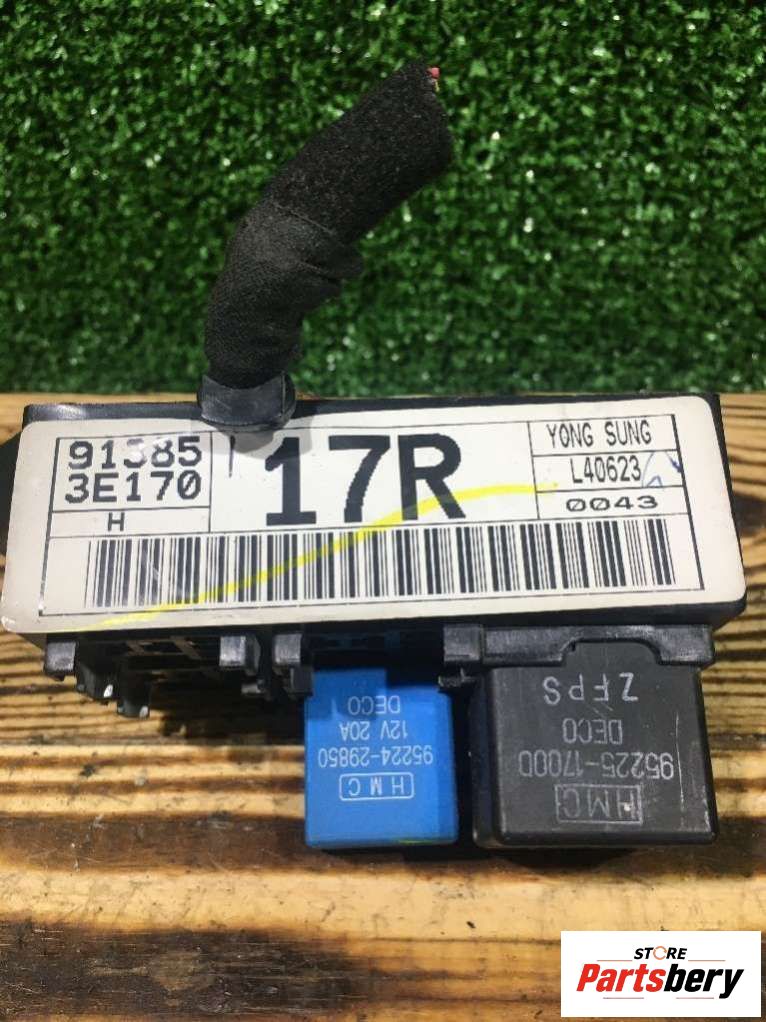 91385
3E170
H
17R
YONG SUNG
L40623
0043
HMC
95224-29850
12V 20A
DECO
HMC
95225-1700D
DECO
ZFPS
STORE
Partsbery